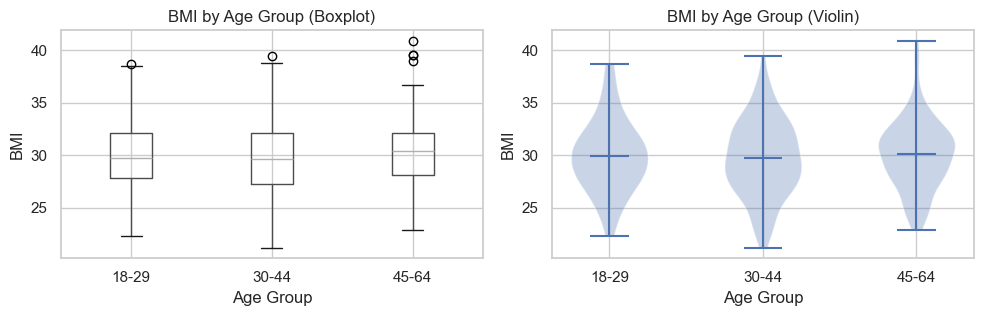 BMI by Age Group (Boxplot)
40
35
30
25
BMI
18-29 30-44 45-64
Age Group
BMI by Age Group (Violin)
40
35
30
25
BMI
18-29 30-44 45-64
Age Group